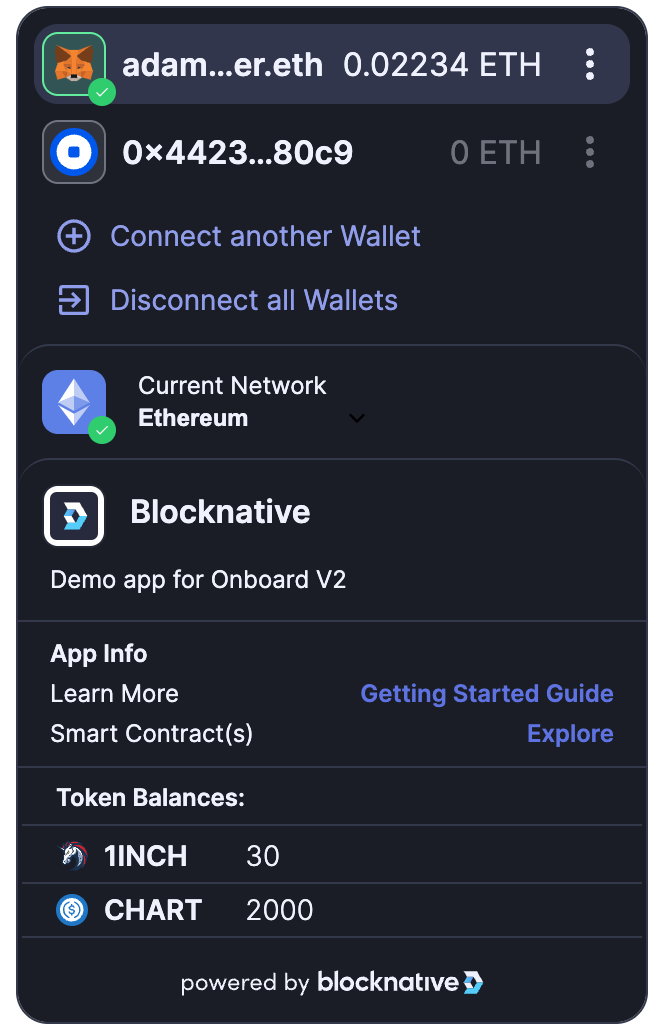 adam...er.eth 0.02234 ETH
0×4423...80c9 0 ETH
Connect another Wallet
Disconnect all Wallets
Current Network
Ethereum
Blocknative
Demo app for Onboard V2
App Info
Learn More Getting Started Guide
Smart Contract(s) Explore
Token Balances:
1INCH 30
CHART 2000
powered by blocknative